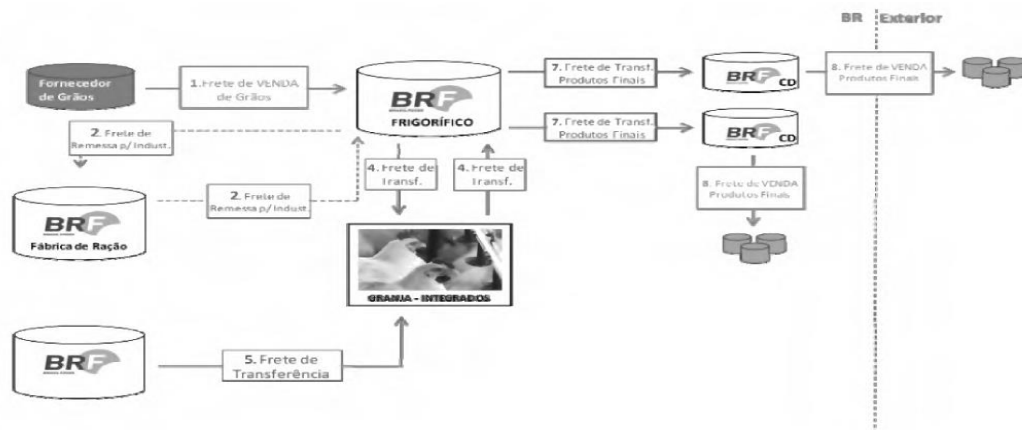 BR Exterior
Fornecedor
de Grãos
1.Frete de VENDA
de Grãos
BRF
FRIGORÍFICO
7. Frete de Transf.
Produtos Finais
BRF
CD
8. Frete de VENDA
Produtos Finais
7. Frete de Transf.
Produtos Finais
BRF
CD
2. Frete de
Remessa p/ Indust.
4. Frete de
Transf.
4. Frete de
Transf.
8. Frete de VENDA
Produtos Finais
2. Frete de
Remessa p/ Indust
BRF
Fábrica de Ração
GRANJA - INTEGRADOS
BRF
5. Frete de
Transferência